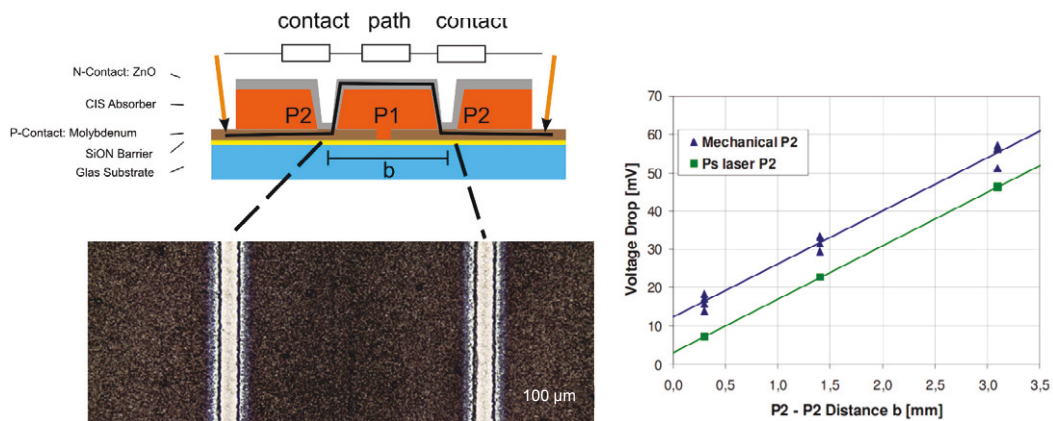 contact path contact
N-Contact: ZnO
CIS Absorber
P2 P1 P2
P-Contact: Molybdenum
SiON Barrier
b
Glas Substrate
100 µm
70
60
50
40
30
20
10
0
Voltage Drop [mV]
Mechanical P2
Ps laser P2
0,0 0,5 1,0 1,5 2,0 2,5 3,0 3,5
P2 - P2 Distance b [mm]